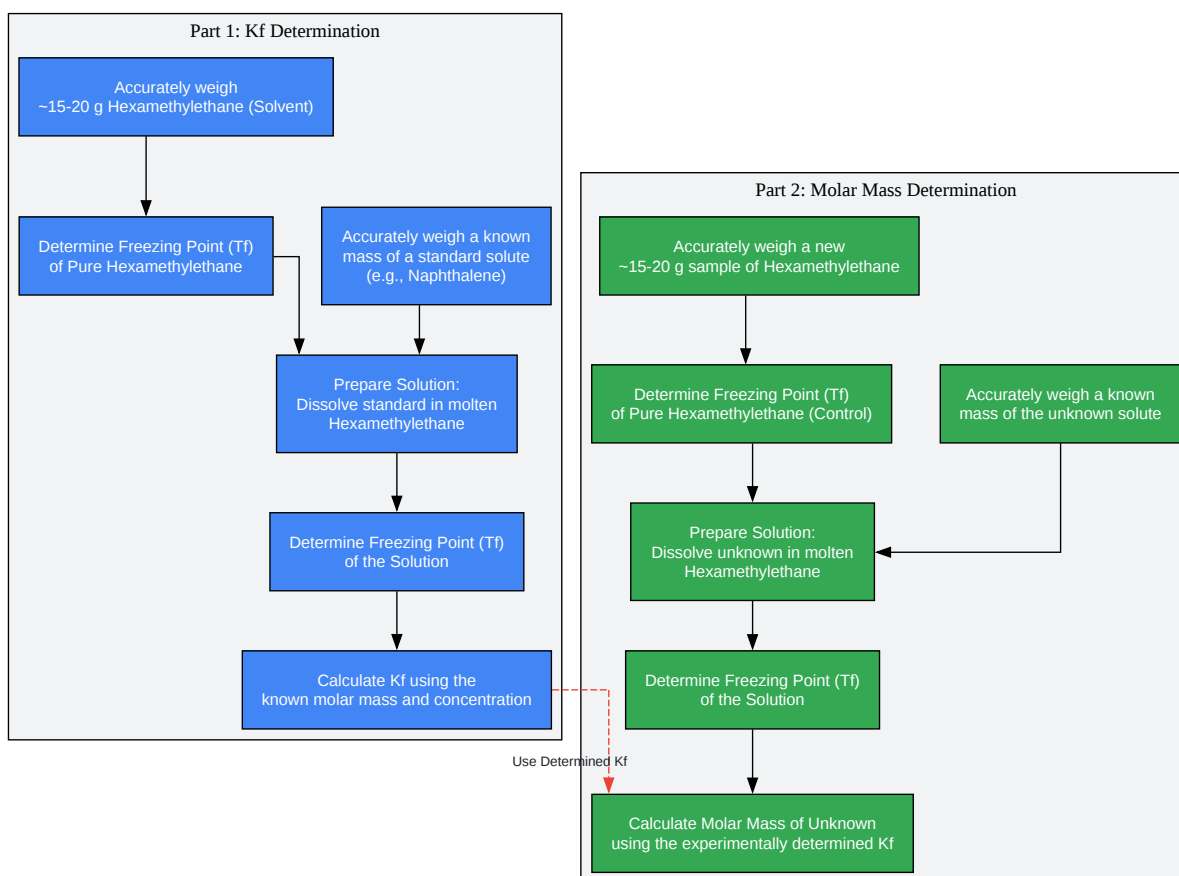 Part 1: Kf Determination
Accurately weigh
~15-20 g Hexamethylethane (Solvent)
Determine Freezing Point (Tf)
of Pure Hexamethylethane
Accurately weigh a known
mass of a standard solute
(e.g., Naphthalene)
Prepare Solution:
Dissolve standard in molten
Hexamethylethane
Determine Freezing Point (Tf)
of the Solution
Calculate Kf using the
known molar mass and concentration
Use Determined Kf
Part 2: Molar Mass Determination
Accurately weigh a new
~15-20 g sample of Hexamethylethane
Determine Freezing Point (Tf)
of Pure Hexamethylethane (Control)
Accurately weigh a known
mass of the unknown solute
Prepare Solution:
Dissolve unknown in molten
Hexamethylethane
Determine Freezing Point (Tf)
of the Solution
Calculate Molar Mass of Unknown
using the experimentally determined Kf